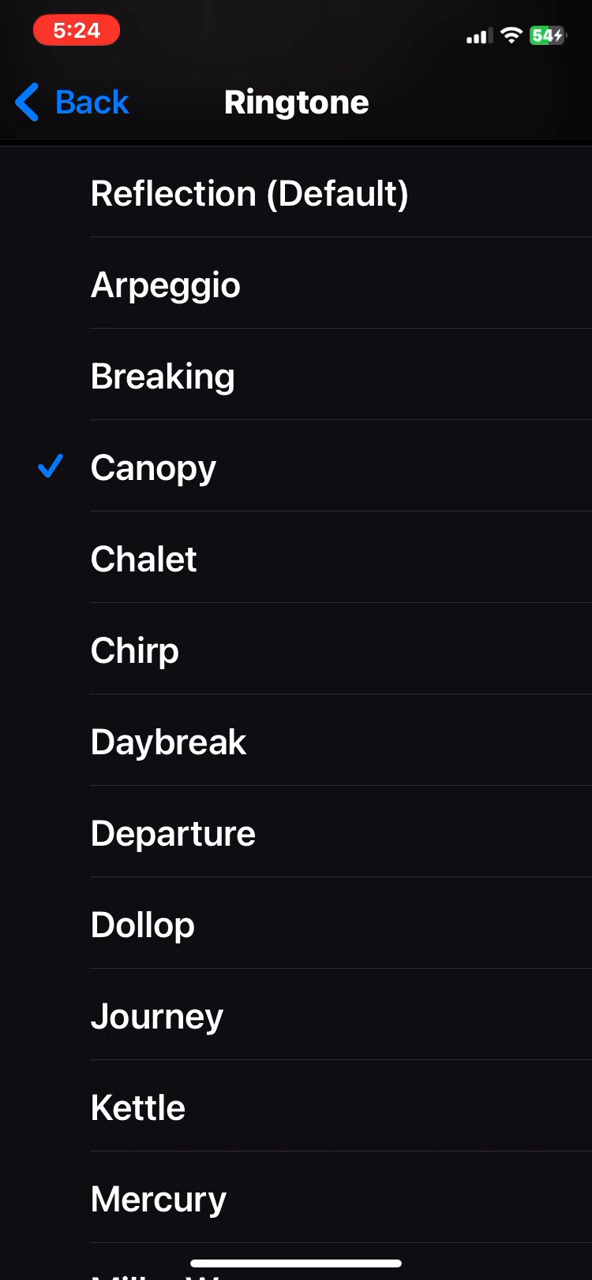 5:24
54
Back
Ringtone
Reflection (Default)
Arpeggio
Breaking
Canopy
Chalet
Chirp
Daybreak
Departure
Dollop
Journey
Kettle
Mercury